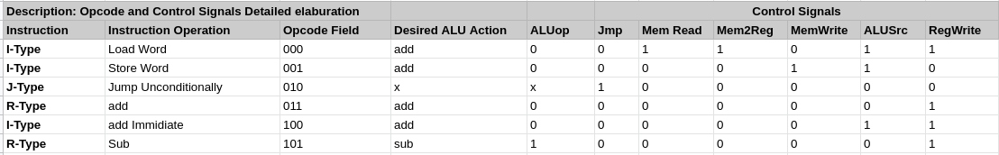 Description: Opcode and Control Signals Detailed elaburation Control Signals
Instruction Instruction Operation Opcode Field Desired ALU Action ALUop Jmp Mem Read Mem2Reg MemWrite ALUSrc RegWrite
I-Type Load Word 000 add 0 0 1 1 0 1 1
I-Type Store Word 001 add 0 0 0 0 1 1 0
J-Type Jump Unconditionally 010 x x 1 0 0 0 0 0
R-Type add 011 add 0 0 0 0 0 0 1
I-Type add Immidiate 100 add 0 0 0 0 0 1 1
R-Type Sub 101 sub 1 0 0 0 0 0 1